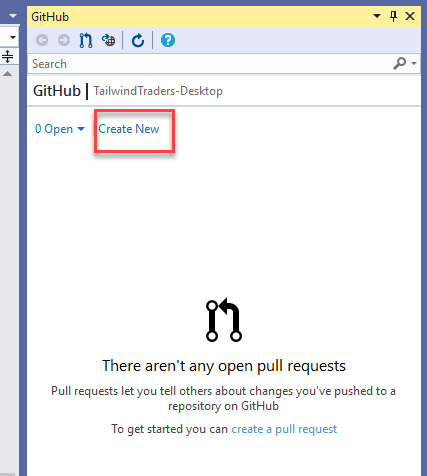 GitHub
Search
GitHub | TailwindTraders-Desktop
0 Open Create New
There aren't any open pull requests
Pull requests let you tell others about changes you've pushed to a
repository on GitHub
To get started you can create a pull request